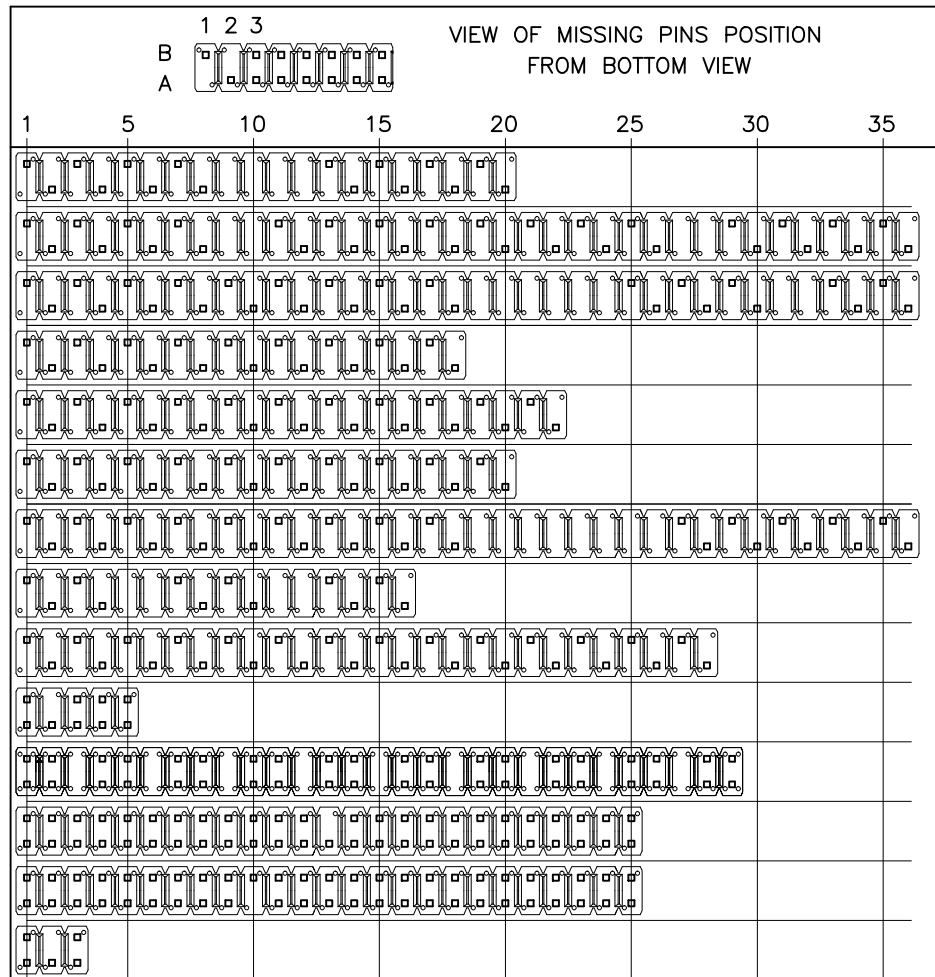 1 2 3
B
A
VIEW OF MISSING PINS POSITION
FROM BOTTOM VIEW
1 5 10 15 20 25 30 35